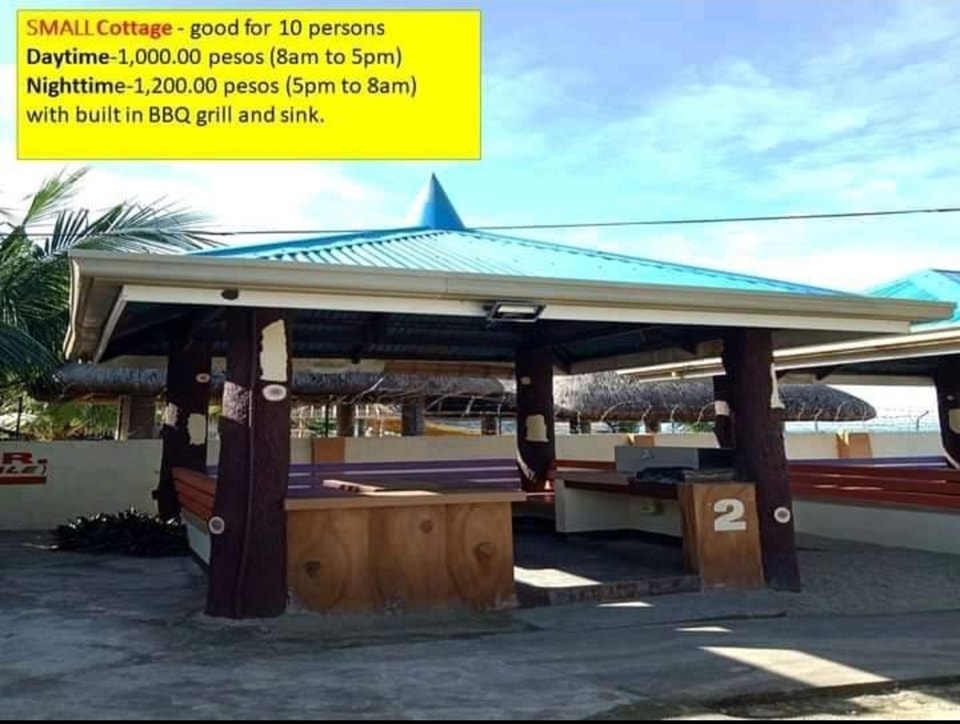 SMALL Cottage - good for 10 persons
Daytime-1,000.00 pesos (8am to 5pm)
Nighttime-1,200.00 pesos (5pm to 8am)
with built in BBQ grill and sink.
R.
2